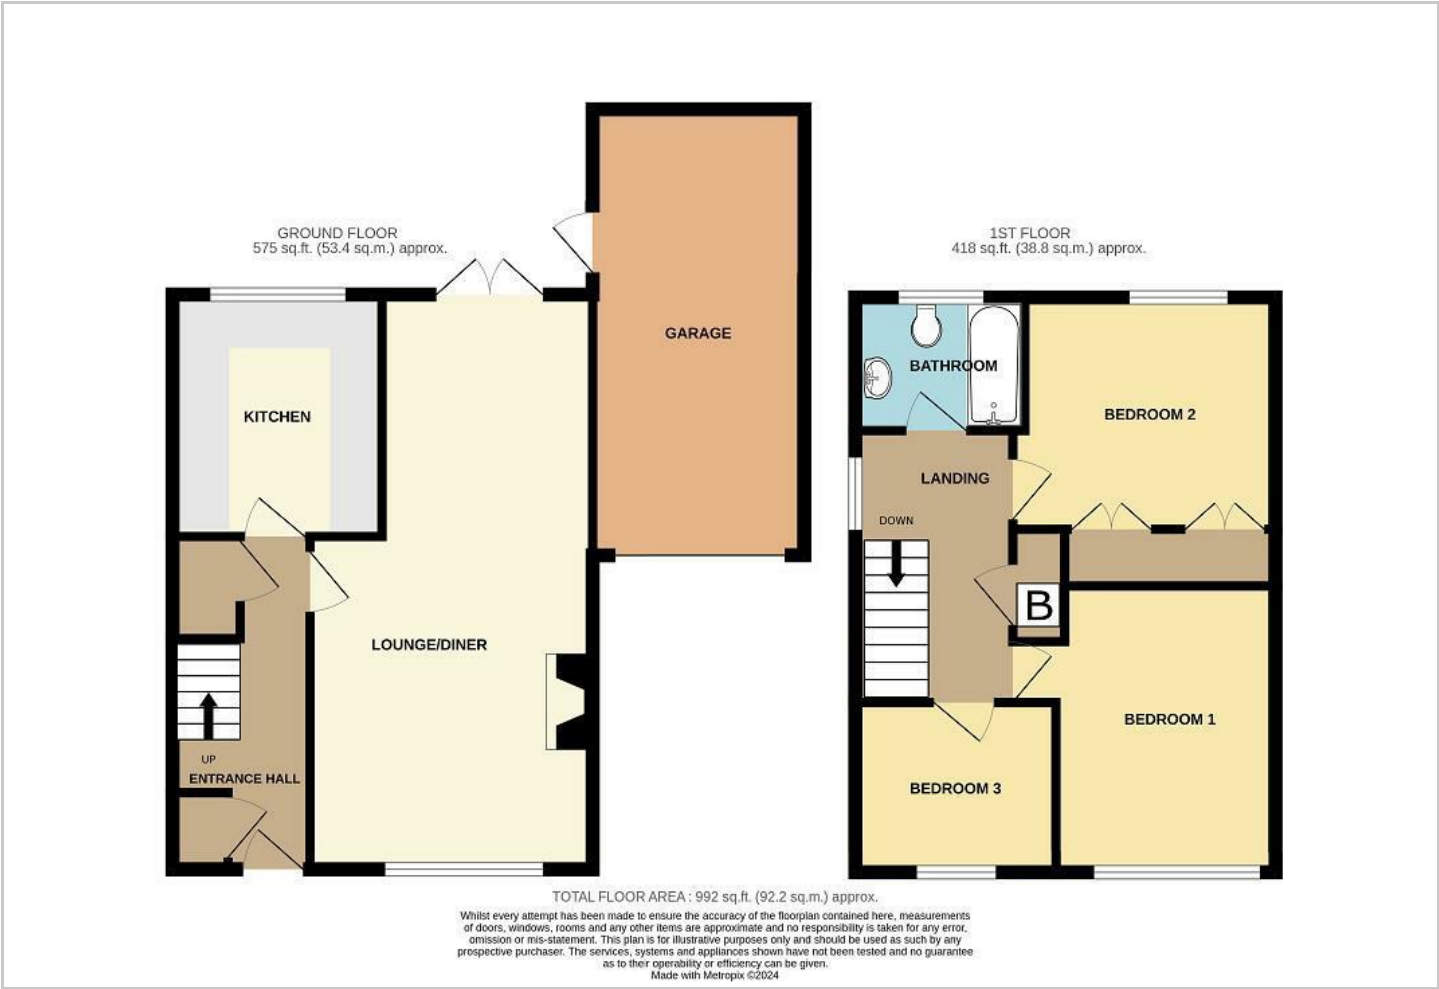 GROUND FLOOR
575 sq.ft. (53.4 sq.m.) approx.
1ST FLOOR
418 sq.ft. (38.8 sq.m.) approx.
GARAGE
KITCHEN
LOUNGE/DINER
UP
ENTRANCE HALL
BATHROOM
BEDROOM 2
LANDING
DOWN
B
BEDROOM 1
BEDROOM 3
TOTAL FLOOR AREA : 992 sq.ft. (92.2 sq.m.) approx.
Whilst every attempt has been made to ensure the accuracy of the floorplan contained here, measurements
of doors, windows, rooms and any other items are approximate and no responsibility is taken for any error,
omission or mis-statement. This plan is for illustrative purposes only and should be used as such by any
prospective purchaser. The services, systems and appliances shown have not been tested and no guarantee
as to their operability or efficiency can be given.
Made with Metropix ©2024